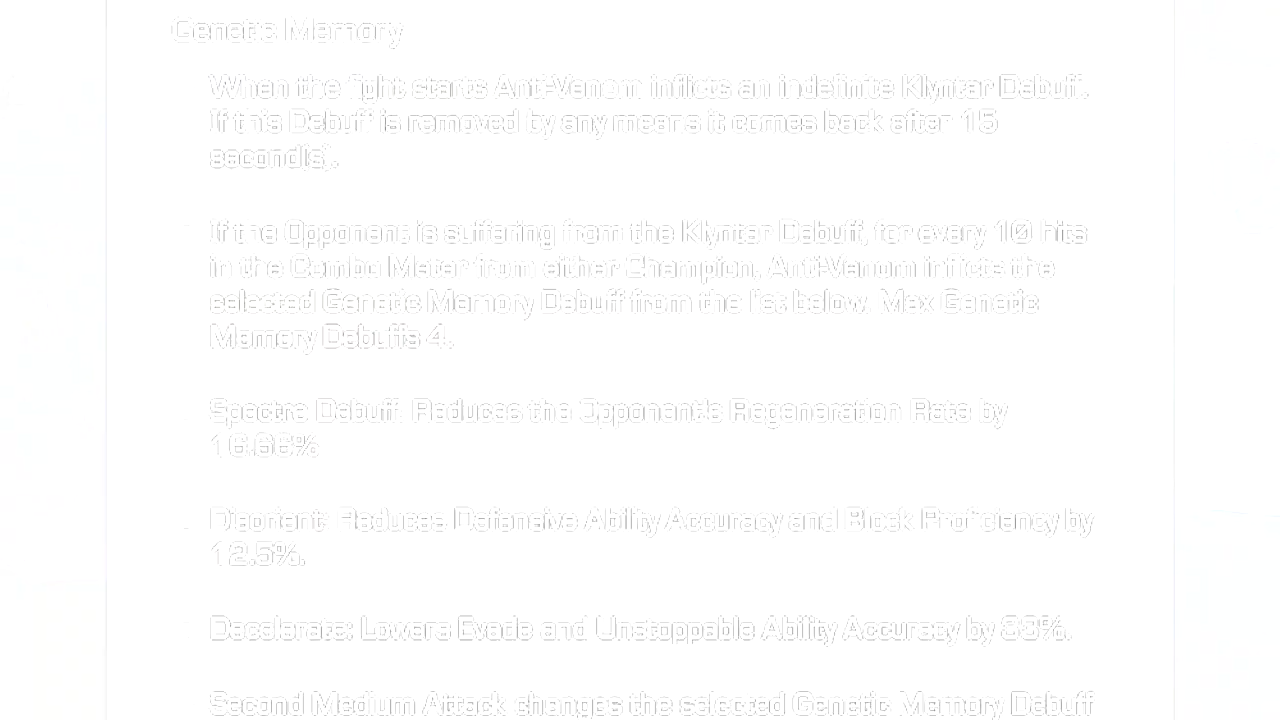 Genetic Memory
When the fight starts Anti-Venom inflicts an indefinite Klyntar Debuff.
If this Debuff is removed by any means it comes back after 15
second(s).
If the Opponent is suffering from the Klyntar Debuff, for every 10 hits
in the Combo Meter from either Champion, Anti-Venom inflicts the
selected Genetic Memory Debuff from the list below. Max Genetic
Memory Debuffs 4.
Spectre Debuff: Reduces the Opponent's Regeneration Rate by
16.66%
Disorient: Reduces Defensive Ability Accuracy and Block Proficiency by
12.5%.
Decelerate: Lowers Evade and Unstoppable Ability Accuracy by
Second Medium Attack changes the selected Genetic Memory Debuff